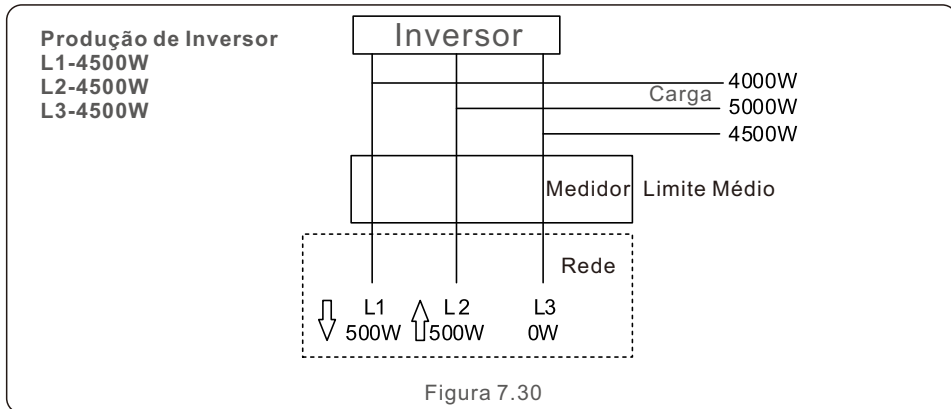 Produção de Inversor
L1-4500W
L2-4500W
L3-4500W
Inversor
Carga
4000W
5000W
4500W
Medidor
Limite Médio
Rede
L1
500W
L2
500W
L3
0W
Figura 7.30